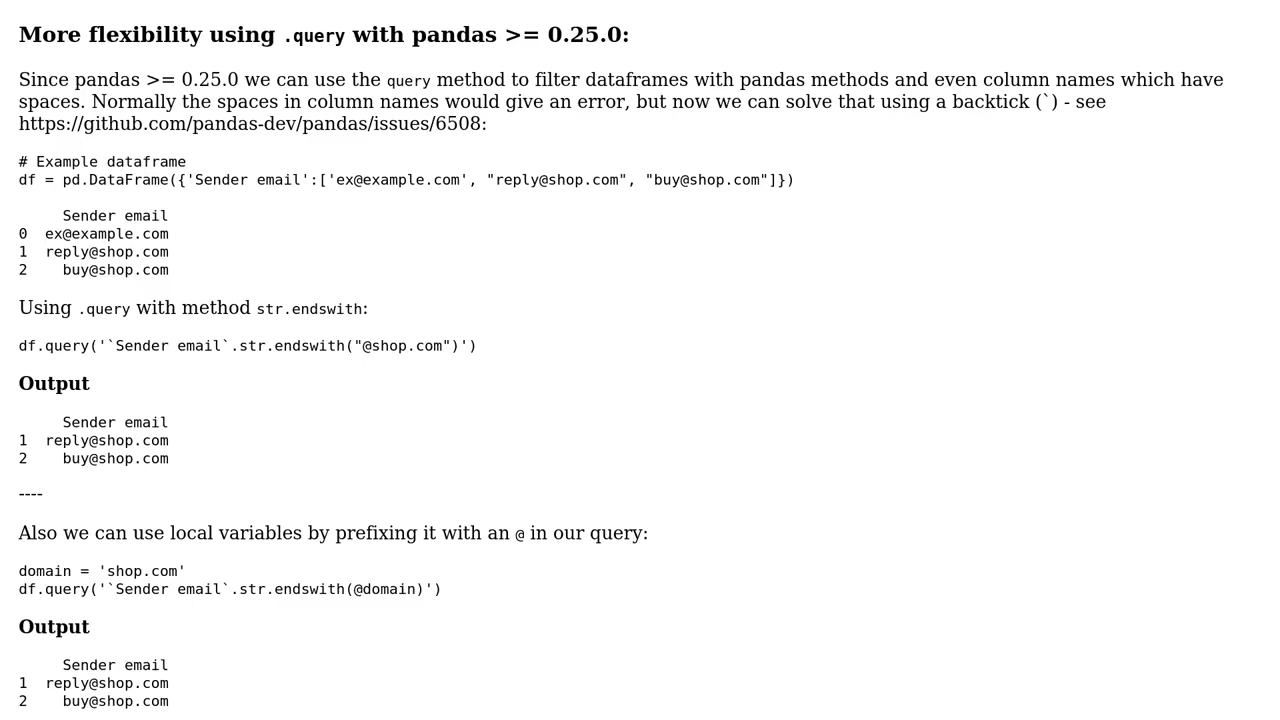 More flexibility using .query with pandas >= 0.25.0:
Since pandas >= 0.25.0 we can use the query method to filter dataframes with pandas methods and even column names which have
spaces. Normally the spaces in column names would give an error, but now we can solve that using a backtick (`) - see
https://github.com/pandas-dev/pandas/issues/6508:
# Example dataframe
df = pd.DataFrame({'Sender email':['ex@example.com', "reply@shop.com", "buy@shop.com"]})
     Sender email
0  ex@example.com
1  reply@shop.com
2    buy@shop.com
Using .query with method str.endswith:
df.query('`Sender email`.str.endswith("@shop.com")')
Output
     Sender email
1  reply@shop.com
2    buy@shop.com
----
Also we can use local variables by prefixing it with an @ in our query:
domain = 'shop.com'
df.query('`Sender email`.str.endswith(@domain)')
Output
     Sender email
1  reply@shop.com
2    buy@shop.com